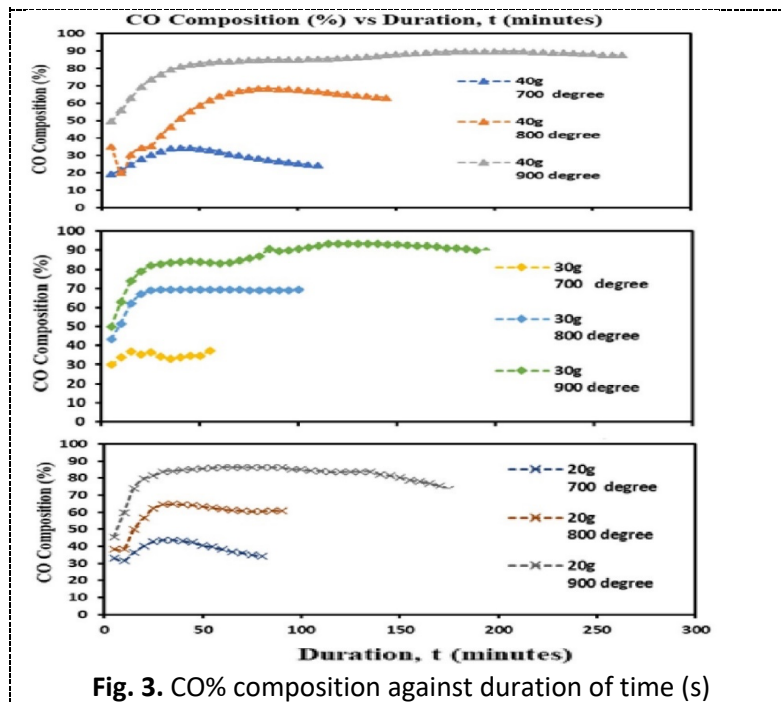 CO Composition (%) vs Duration, t (minutes)
CO Composition (%)
100
90
80
70
60
50
40
30
20
10
0
40g
700 degree
40g
800 degree
40g
900 degree
CO Composition (%)
100
90
80
70
60
50
40
30
20
10
0
30g
700 degree
30g
800 degree
30g
900 degree
CO Composition (%)
100
90
80
70
60
50
40
30
20
10
0
20g
700 degree
20g
800 degree
20g
900 degree
0 50 100 150 200 250 300
Duration, t (minutes)
Fig. 3. CO% composition against duration of time (s)